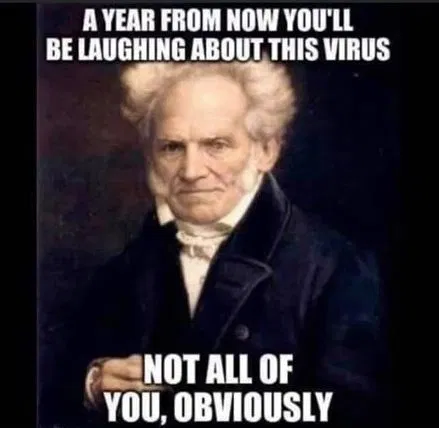 A YEAR FROM NOW YOU'LL
BE LAUGHING ABOUT THIS VIRUS
NOT ALL OF
YOU, OBVIOUSLY